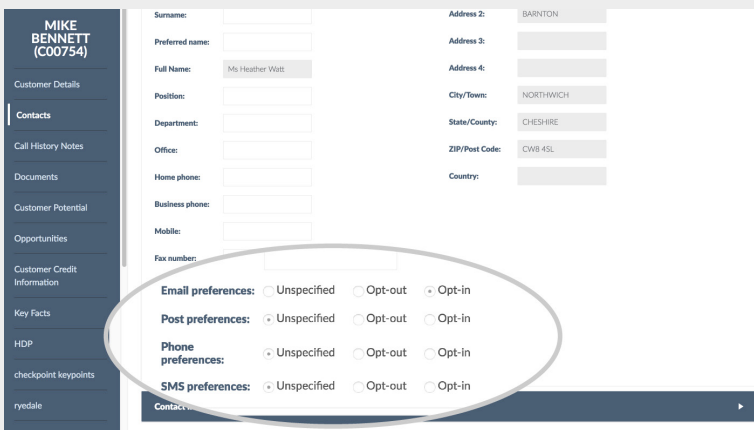 MIKE
BENNETT
(C00754)
Customer Details
Contacts
Call History Notes
Documents
Customer Potential
Opportunities
Customer Credit
Information
Key Facts
HDP
checkpoint keypoints
ryedale
Surname:
Preferred name:
Full Name: Ms Heather Watt
Position:
Department:
Office:
Home phone:
Business phone:
Mobile:
Fax number:
Address 2: BARNTON
Address 3:
Address 4:
City/Town: NORTHWICH
State/County: CHESHIRE
ZIP/Post Code: CW8 4SL
Country:
Email preferences: Unspecified Opt-out Opt-in
Post preferences: Unspecified Opt-out Opt-in
Phone
preferences: Unspecified Opt-out Opt-in
SMS preferences: Unspecified Opt-out Opt-in
Contact